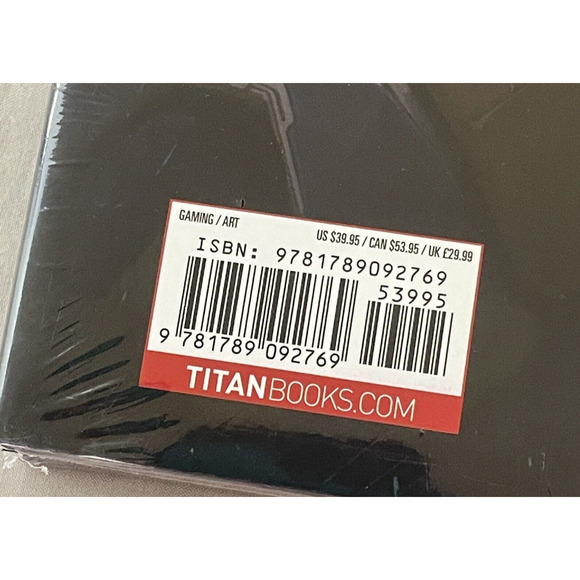 GAMING / ART
US $39.95 / CAN $53.95 / UK £29.99
ISBN: 9781789092769
53995
9 781789 092769
TITANBOOKS.COM